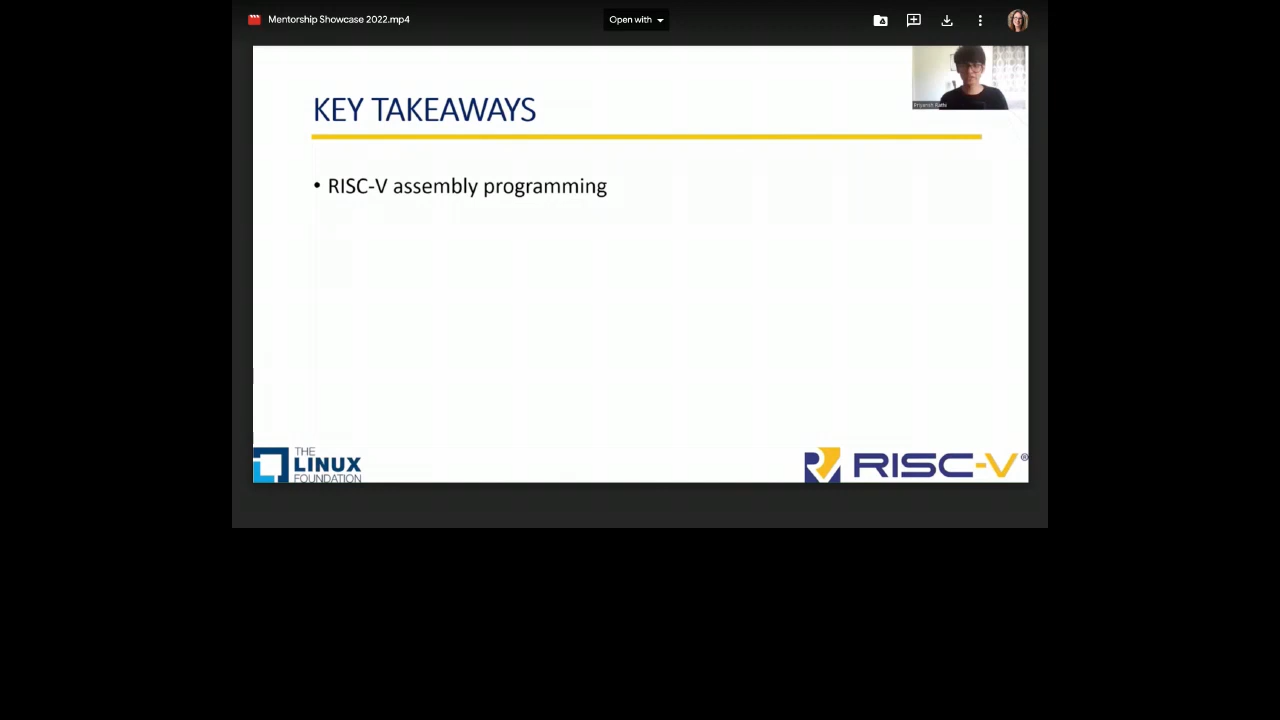 Mentorship Showcase 2022.mp4
Open with
KEY TAKEAWAYS
• RISC-V assembly programming
THE
LINUX
FOUNDATION
RISC-V®